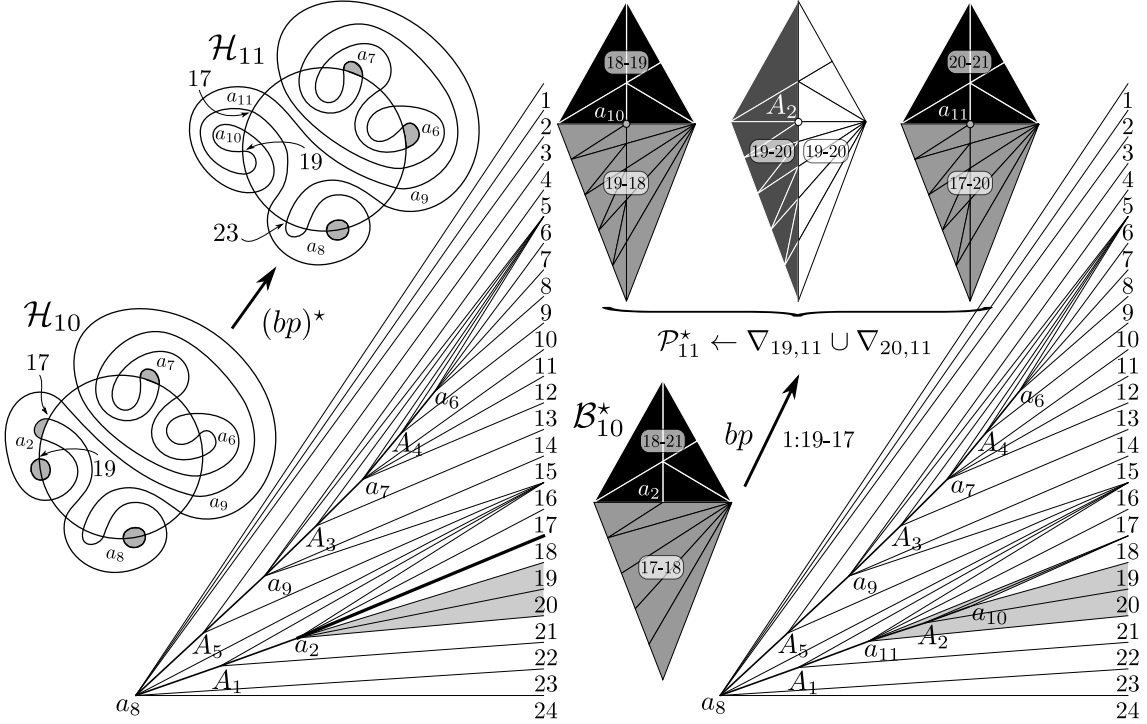 H₁₁
17
a₁₁
a₁₀
19
23
a₇
a₆
a₉
a₈
(bp)*
H₁₀
17
a₂
19
a₇
a₆
a₉
a₈
1
2
3
4
5
6
7
8
9
10
11
12
13
14
15
16
17
18
19
20
21
22
23
24
a₆
A₄
a₇
A₃
a₉
A₅
a₂
A₁
a₈
18-19
a₁₀
19-18
A₂
19-20 19-20
20-21
a₁₁
17-20
P*₁₁ ← ∇₁₉,₁₁ ∪ ∇₂₀,₁₁
B*₁₀
bp 1:19-17
18-21
a₂
17-18
1
2
3
4
5
6
7
8
9
10
11
12
13
14
15
16
17
18
19
20
21
22
23
24
a₆
A₄
a₇
A₃
a₉
a₁₀
A₅
A₂
a₁₁
A₁
a₈